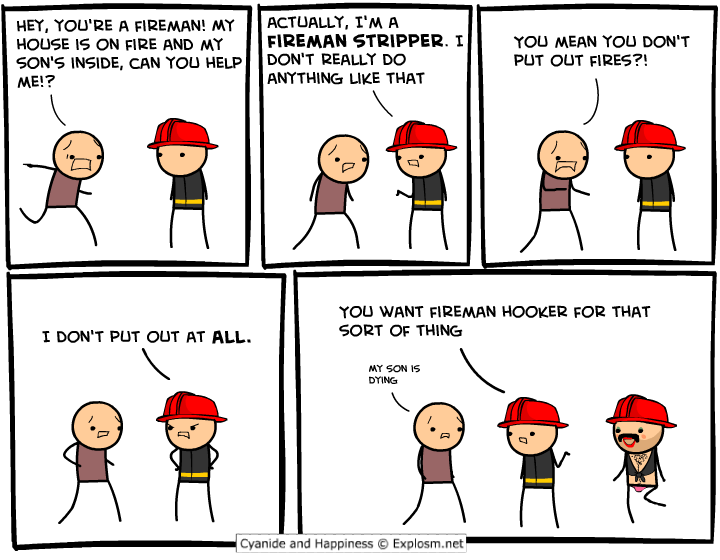 HEY, YOU'RE A FIREMAN! MY
HOUSE IS ON FIRE AND MY
SON'S INSIDE, CAN YOU HELP
ME!?
ACTUALLY, I'M A
FIREMAN STRIPPER. I
DON'T REALLY DO
ANYTHING LIKE THAT
YOU MEAN YOU DON'T
PUT OUT FIRES?!
I DON'T PUT OUT AT ALL.
YOU WANT FIREMAN HOOKER FOR THAT
SORT OF THING
MY SON IS
DYING
Cyanide and Happiness © Explosm.net